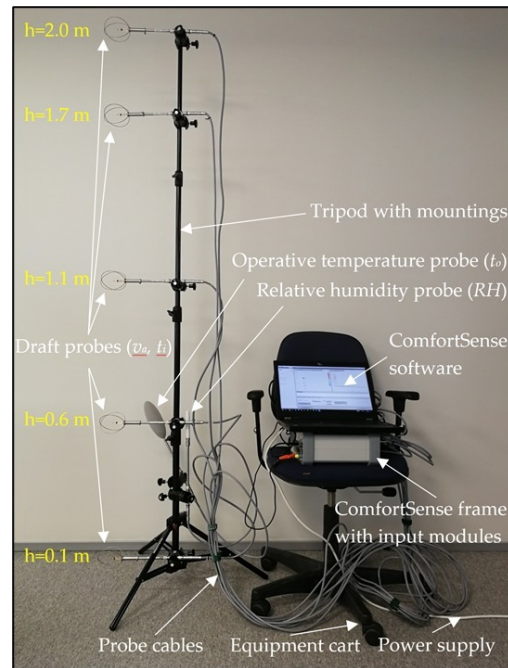 h=2.0 m
h=1.7 m
Tripod with mountings
Operative temperature probe (tₒ)
h=1.1 m
Relative humidity probe (RH)
Draft probes (vₐ, tᵢ)
ComfortSense
software
h=0.6 m
ComfortSense frame
with input modules
h=0.1 m
Probe cables
Equipment cart
Power supply